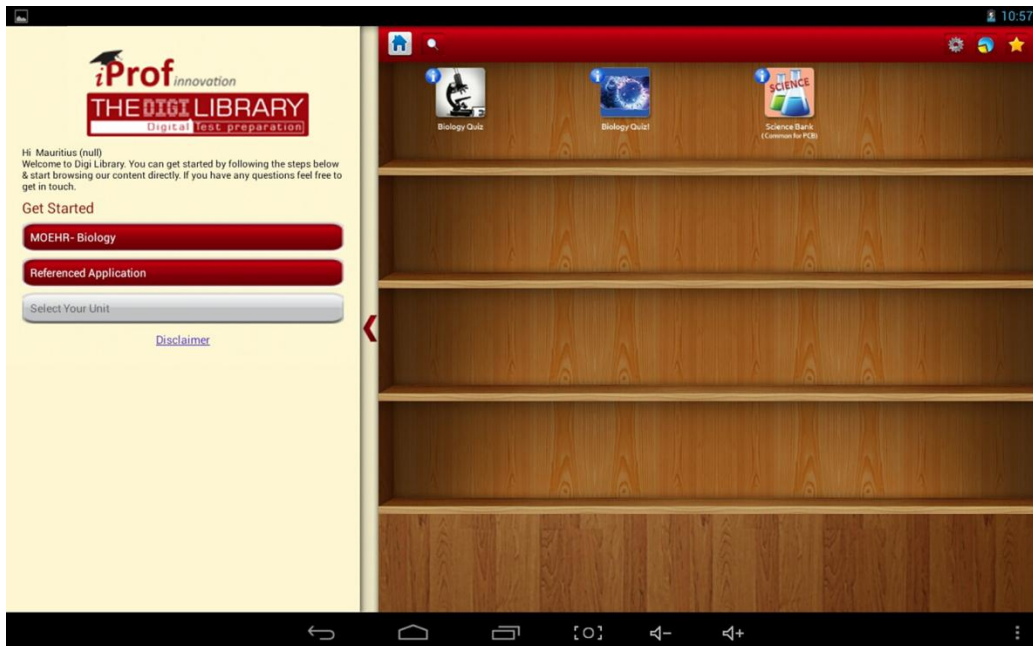 10:57
iProf innovation
THE DIGI LIBRARY
Digital Test preparation
Hi Mauritius (null)
Welcome to Digi Library. You can get started by following the steps below
& start browsing our content directly. If you have any questions feel free to
get in touch.
Get Started
MOEHR- Biology
Referenced Application
Select Your Unit
Disclaimer
Biology Quiz
Biology Quiz!
SCIENCE
Science Bank
(Common for PCB)